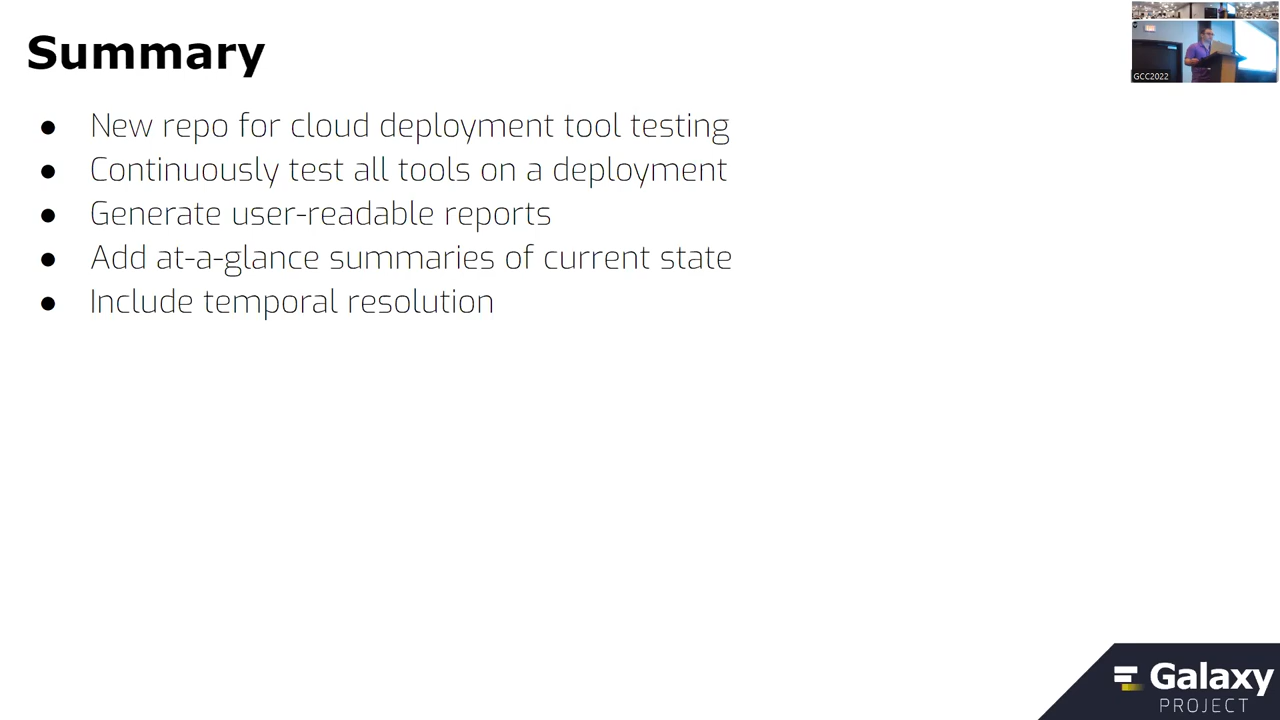 Summary
GCC2022
● New repo for cloud deployment tool testing
● Continuously test all tools on a deployment
● Generate user-readable reports
● Add at-a-glance summaries of current state
● Include temporal resolution
Galaxy
PROJECT